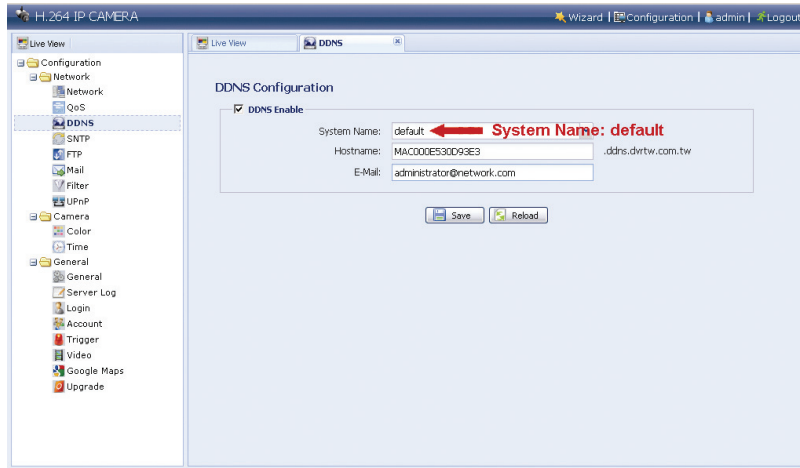 H.264 IP CAMERA
Wizard | Configuration | admin | Logout
Live View
Configuration
Network
Network
QoS
DDNS
SNTP
FTP
Mail
Filter
UPnP
Camera
Color
Time
General
General
Server Log
Login
Account
Trigger
Video
Google Maps
Upgrade
Live View
DDNS
DDNS Configuration
DDNS Enable
System Name: default System Name: default
Hostname: MAC000E530D93E3 .ddns.dvrtw.com.tw
E-Mail: administrator@network.com
Save Reload